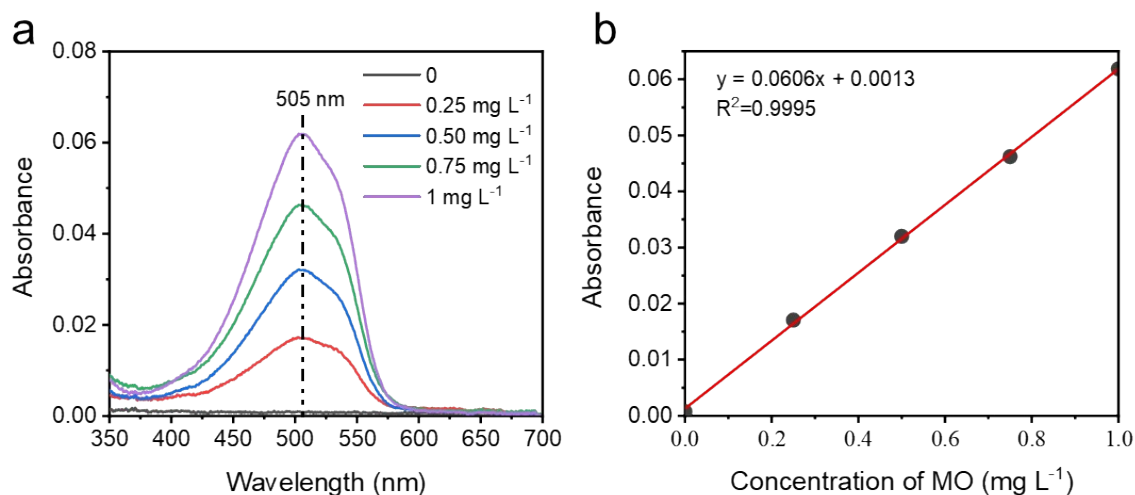 a
0.08
0.06
0.04
0.02
0.00
Absorbance
350
400
450
500
550
600
650
700
Wavelength (nm)
505 nm
0
0.25 mg L⁻¹
0.50 mg L⁻¹
0.75 mg L⁻¹
1 mg L⁻¹
b
0.06
0.05
0.04
0.03
0.02
0.01
0.00
Absorbance
y = 0.0606x + 0.0013
R²=0.9995
0.0
0.2
0.4
0.6
0.8
1.0
Concentration of MO (mg L⁻¹)